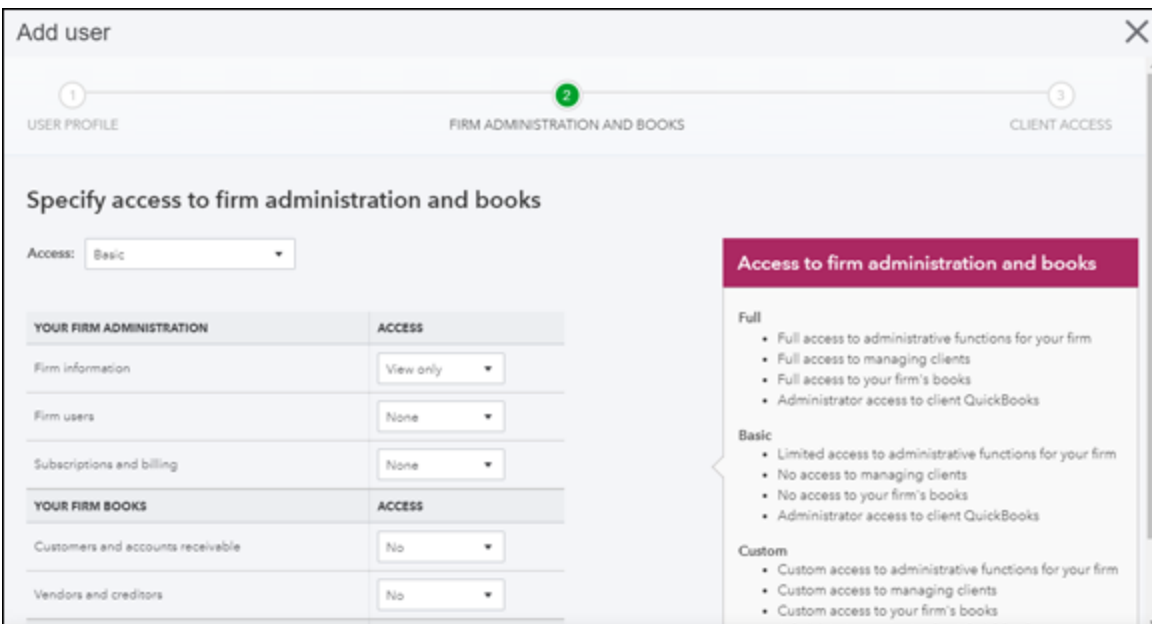 Add user
1
2
3
USER PROFILE
FIRM ADMINISTRATION AND BOOKS
CLIENT ACCESS
Specify access to firm administration and books
Access: Basic
YOUR FIRM ADMINISTRATION ACCESS
Firm information View only
Firm users None
Subscriptions and billing None
YOUR FIRM BOOKS ACCESS
Customers and accounts receivable No
Vendors and creditors No
Access to firm administration and books
Full
• Full access to administrative functions for your firm
• Full access to managing clients
• Full access to your firm's books
• Administrator access to client QuickBooks
Basic
• Limited access to administrative functions for your firm
• No access to managing clients
• No access to your firm's books
• Administrator access to client QuickBooks
Custom
• Custom access to administrative functions for your firm
• Custom access to managing clients
• Custom access to your firm's books